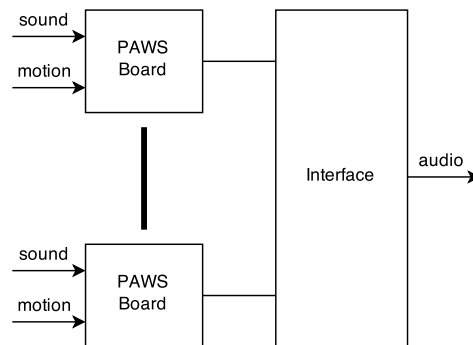 sound
motion
PAWS
Board
Interface
audio
sound
motion
PAWS
Board